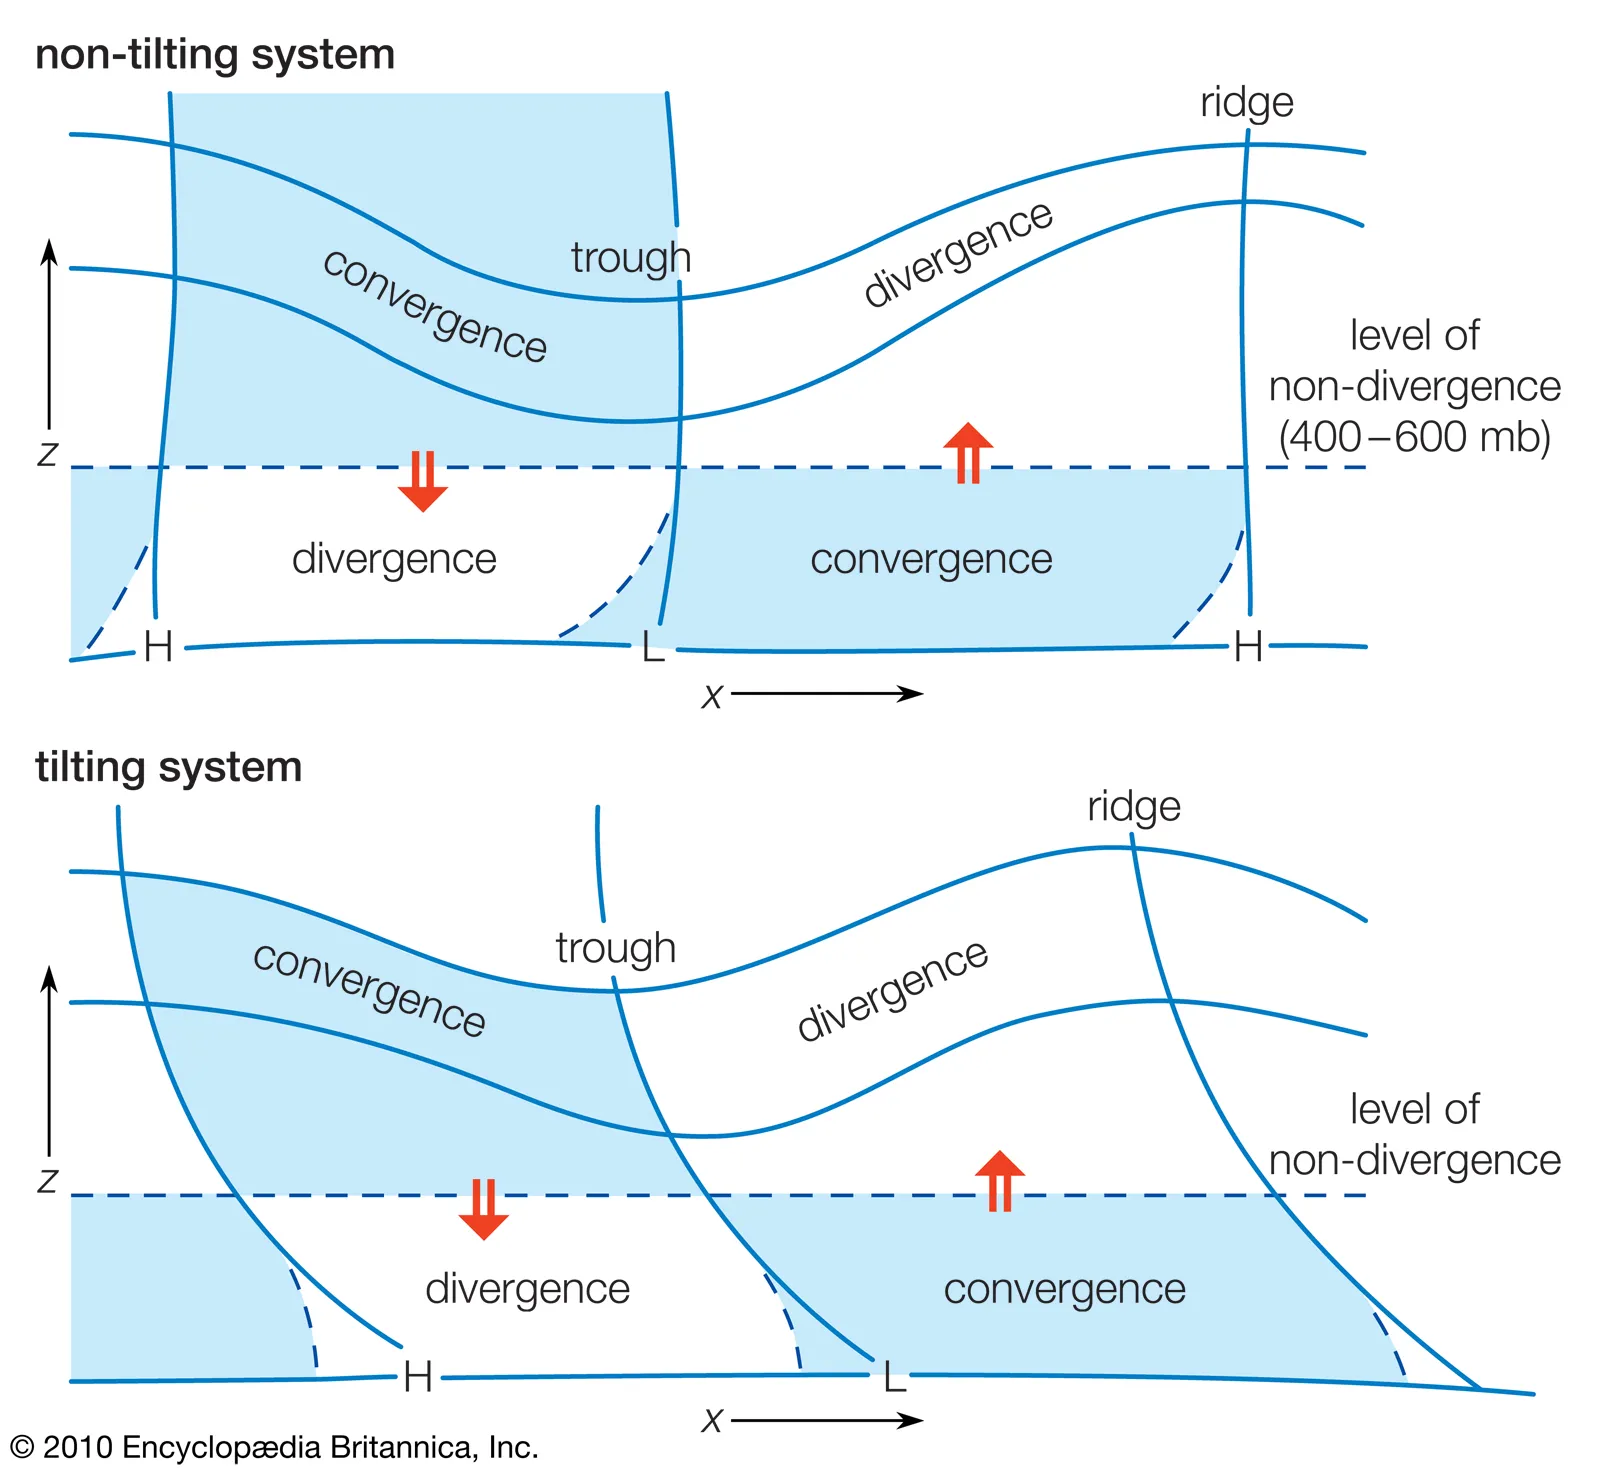 non-tilting system
ridge
trough
convergence
divergence
level of
non-divergence
(400–600 mb)
z
divergence
convergence
H
L
H
x
tilting system
ridge
trough
convergence
divergence
level of
non-divergence
z
divergence
convergence
H
L
x
© 2010 Encyclopædia Britannica, Inc.